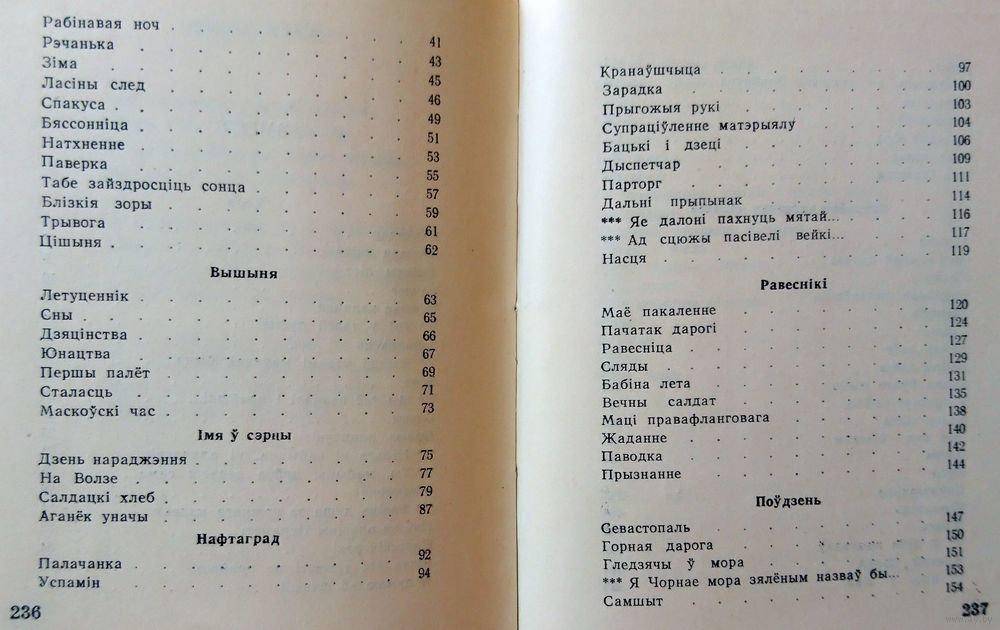 Рабінавая ноч . . . . . . . 41
Рэчанька . . . . . . . . 43
Зіма . . . . . . . . . 45
Ласіны след . . . . . . . 46
Спакуса . . . . . . . . . 49
Бяссонніца . . . . . . . . 51
Натхненне . . . . . . . . 53
Паверка . . . . . . . . 55
Табе зайздросціць сонца . . . . . 57
Блізкія зоры . . . . . . . 59
Трывога . . . . . . . . 61
Цішыня . . . . . . . . . 62
Вышыня
Летуценнік . . . . . . . . 63
Сны . . . . . . . . . . 65
Дзяцінства . . . . . . . . 66
Юнацтва . . . . . . . . 67
Першы палёт . . . . . . . 69
Сталасць . . . . . . . . 71
Маскоўскі час . . . . . . . 73
Імя ў сэрцы
Дзень нараджэння . . . . . . 75
На Волзе . . . . . . . . 77
Салдацкі хлеб . . . . . . . 79
Аганёк уначы . . . . . . . 87
Нафтаград
Палачанка . . . . . . . . 92
Успамін . . . . . . . . 94
236
Кранаўшчыца . . . . . . . 97
Зарадка . . . . . . . . 100
Прыгожыя рукі . . . . . . . 103
Супраціўленне матэрыялу . . . . . 104
Бацькі і дзеці . . . . . . . 106
Дыспетчар . . . . . . . . 109
Парторг . . . . . . . . 111
Дальні прыпынак . . . . . . 114
*** Яе далоні пахнуць мятай... . . . . 116
*** Ад сцюжы пасівелі вейкі... . . . . 117
Насця . . . . . . . . . 119
Равеснікі
Маё пакаленне . . . . . . . 120
Пачатак дарогі . . . . . . . 124
Равесніца . . . . . . . . 127
Сляды . . . . . . . . . 129
Бабіна лета . . . . . . . 131
Вечны салдат . . . . . . . 135
Маці правафланговага . . . . . 138
Жаданне . . . . . . . . 140
Паводка . . . . . . . . 142
Прызнанне . . . . . . . . 144
Поўдзень
Севастопаль . . . . . . . 147
Горная дарога . . . . . . . 150
Гледзячы ў мора . . . . . . 151
*** Я Чорнае мора зялёным назваў бы... . . 153
Самшыт . . . . . . . . 154
237
www.ay.by